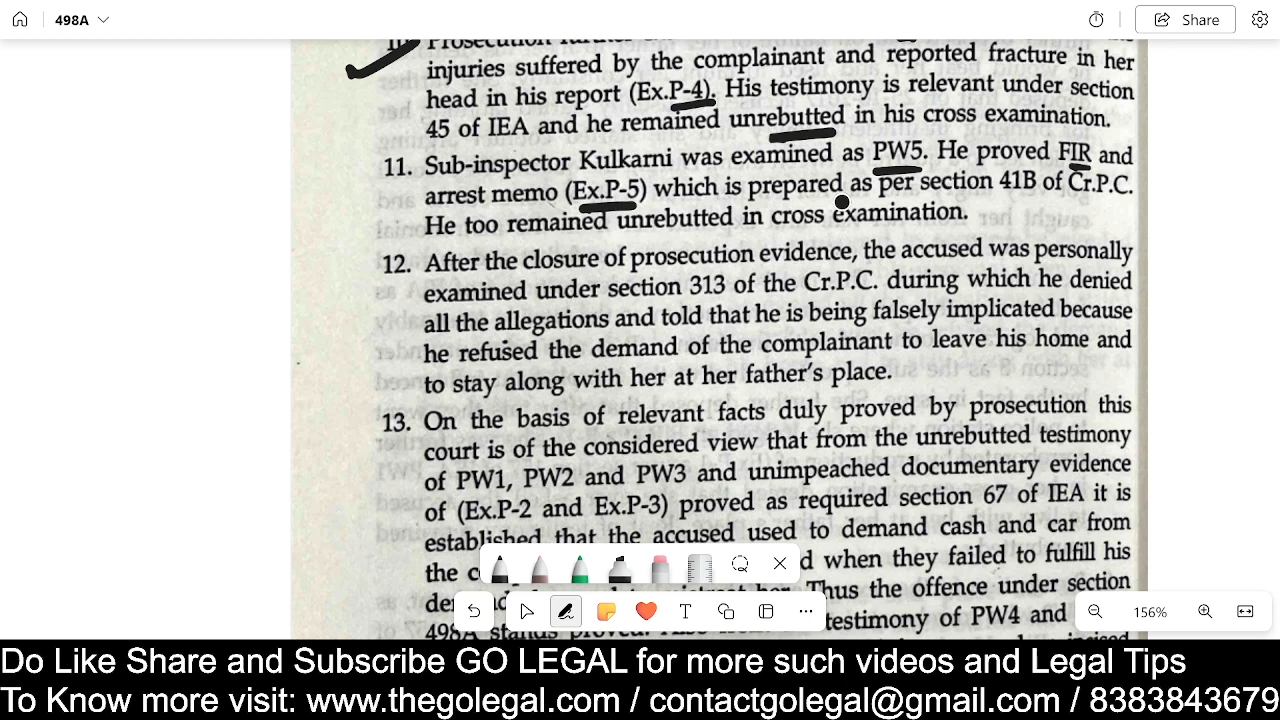 498A
Share
Prosecution
injuries suffered by the complainant and reported fracture in her
head in his report (Ex.P-4). His testimony is relevant under section
45 of IEA and he remained unrebutted in his cross examination.
11. Sub-inspector Kulkarni was examined as PW5. He proved FIR and
arrest memo (Ex.P-5) which is prepared as per section 41B of Cr.P.C.
He too remained unrebutted in cross examination.
12. After the closure of prosecution evidence, the accused was personally
examined under section 313 of the Cr.P.C. during which he denied
all the allegations and told that he is being falsely implicated because
he refused the demand of the complainant to leave his home and
to stay along with her at her father's place.
13. On the basis of relevant facts duly proved by prosecution this
court is of the considered view that from the unrebutted testimony
of PW1, PW2 and PW3 and unimpeached documentary evidence
of (Ex.P-2 and Ex.P-3) proved as required section 67 of IEA it is
established that the accused used to demand cash and car from
the when they failed to fulfill his
Thus the offence under section
498A stands proved. testimony of PW4 and
156%
Do Like Share and Subscribe GO LEGAL for more such videos and Legal Tips
To Know more visit: www.thegolegal.com / contactgolegal@gmail.com / 8383843679